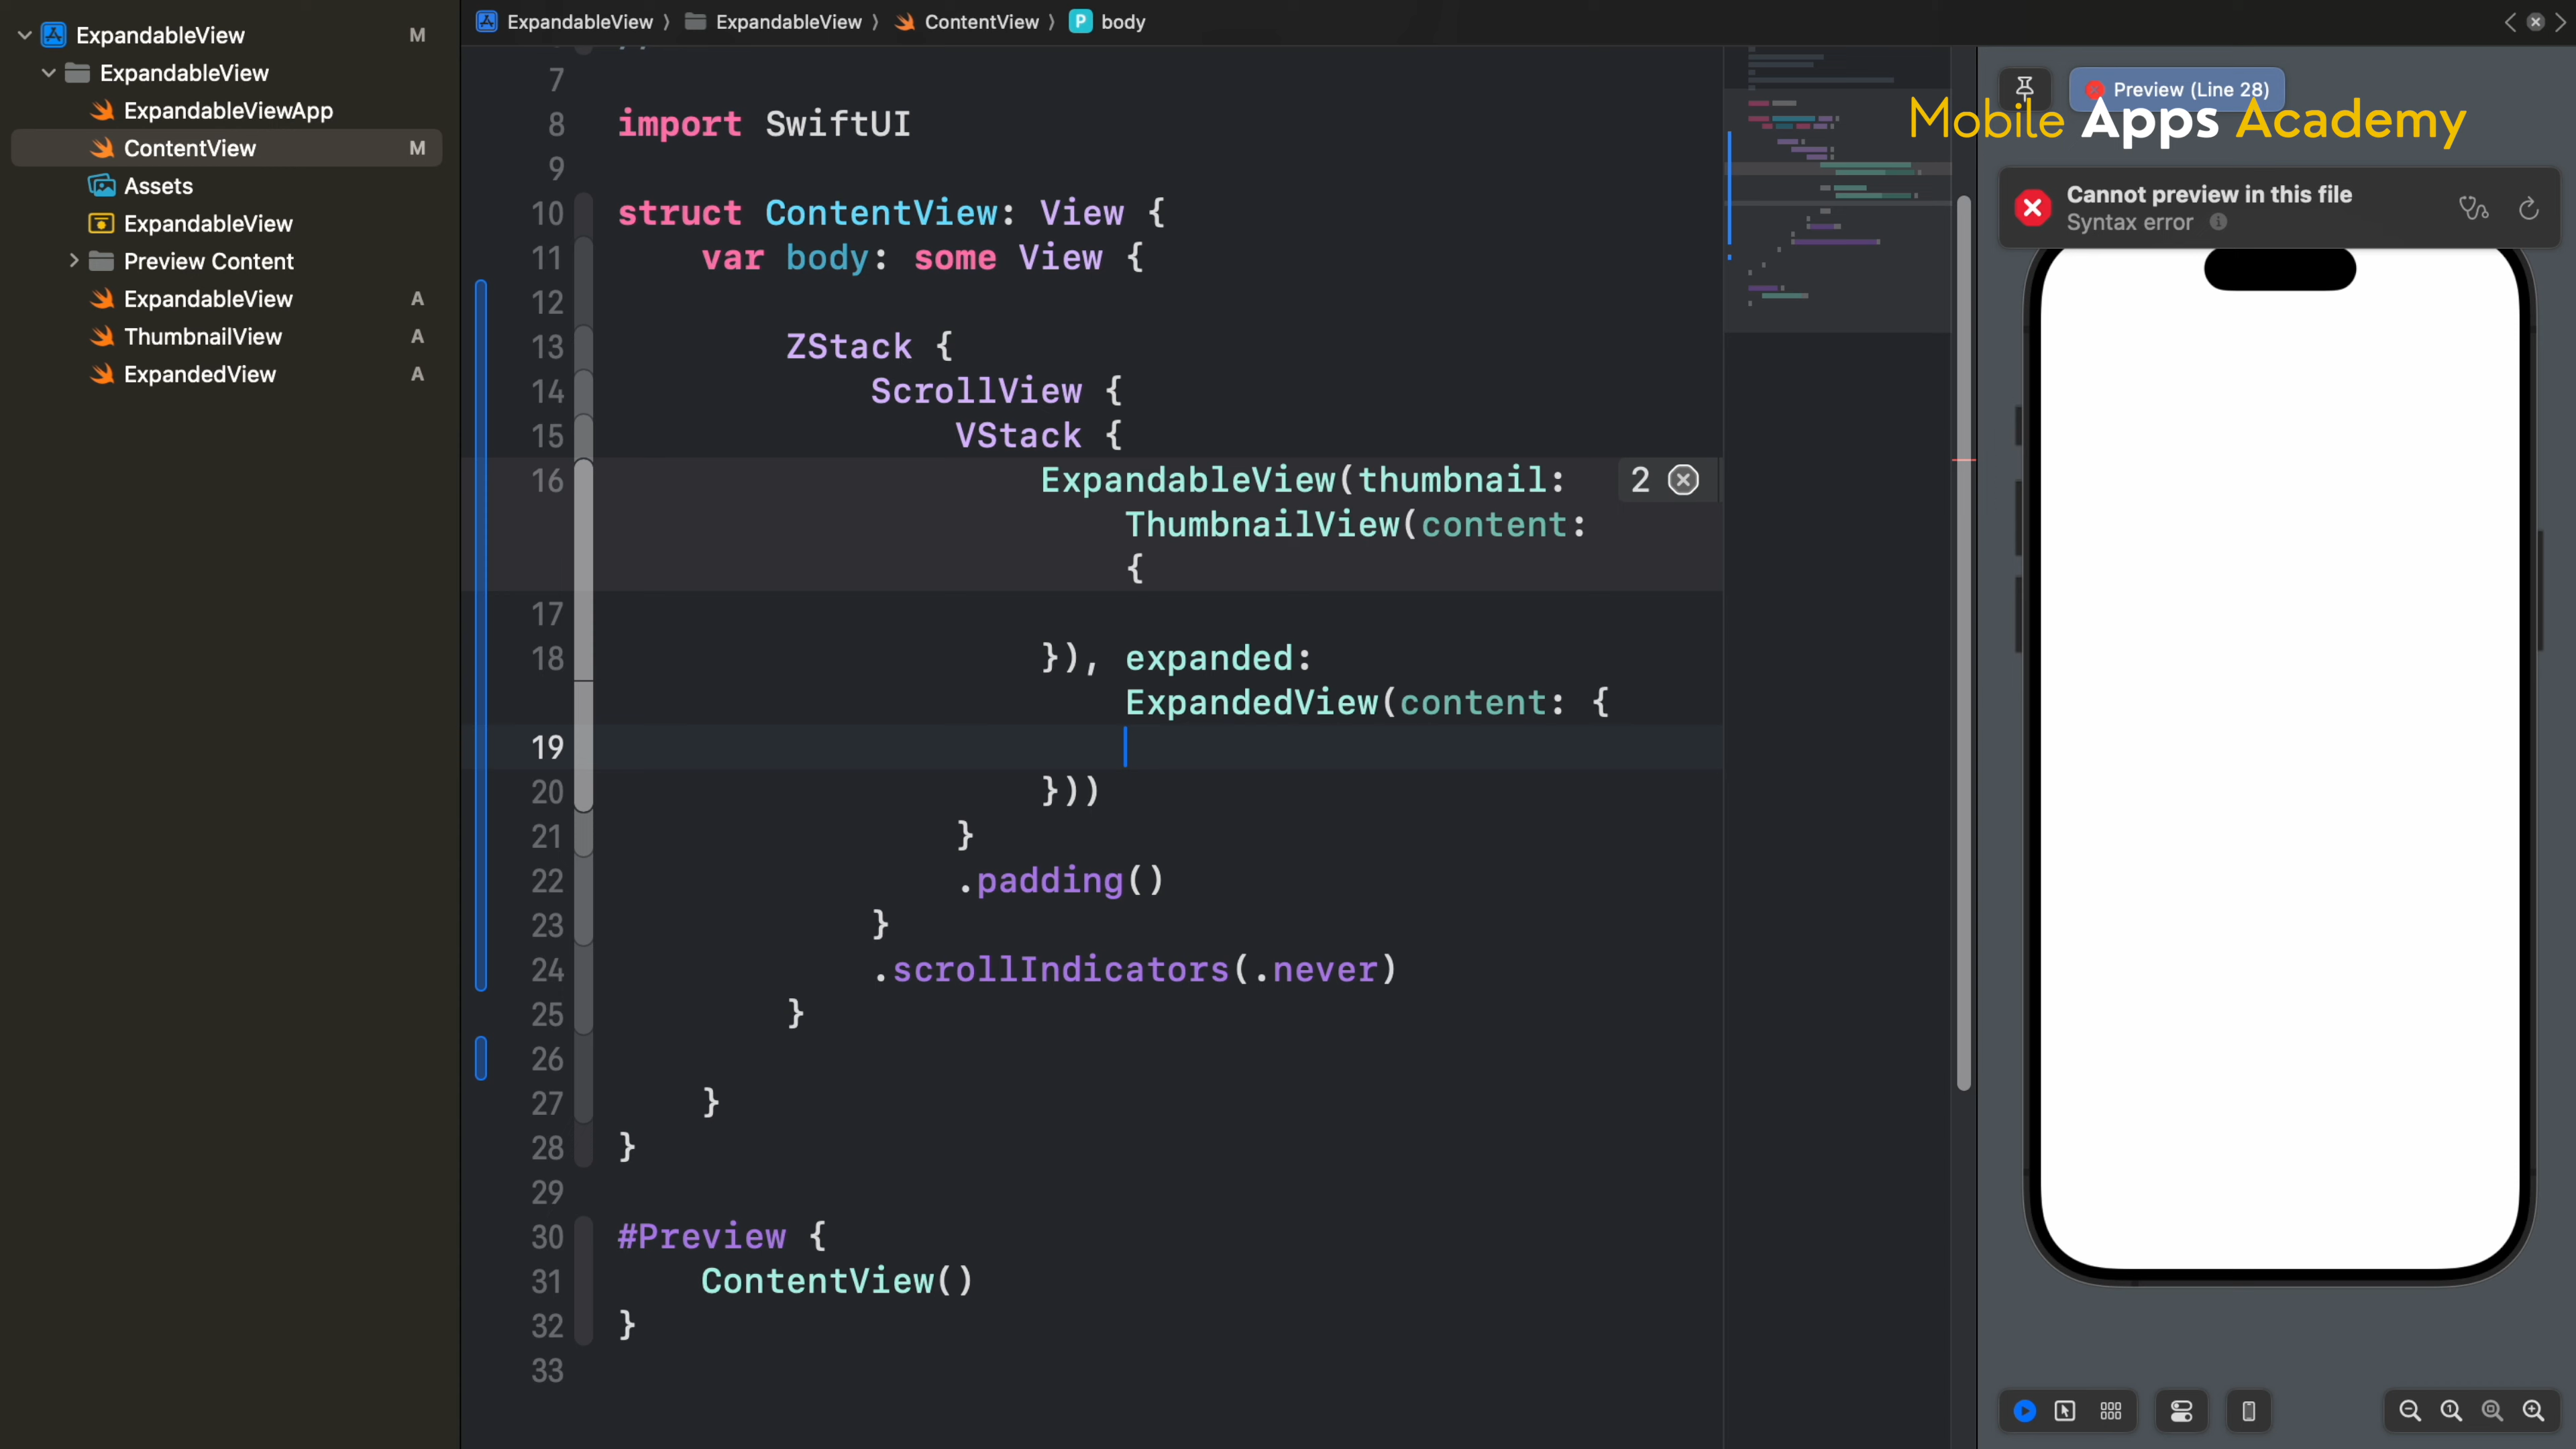 ExpandableView M
ExpandableView
ExpandableViewApp
ContentView M
Assets
ExpandableView
Preview Content
ExpandableView A
ThumbnailView A
ExpandedView A
ExpandableView ⟩ ExpandableView ⟩ ContentView ⟩ P body
7
8 import SwiftUI
9
10 struct ContentView: View {
11 var body: some View {
12
13 ZStack {
14 ScrollView {
15 VStack {
16 ExpandableView(thumbnail: 2
ThumbnailView(content:
{
17
18 }), expanded:
ExpandedView(content: {
19
20 }))
21 }
22 .padding()
23 }
24 .scrollIndicators(.never)
25 }
26
27 }
28 }
29
30 #Preview {
31 ContentView()
32 }
33
Preview (Line 28)
Mobile Apps Academy
Cannot preview in this file
Syntax error